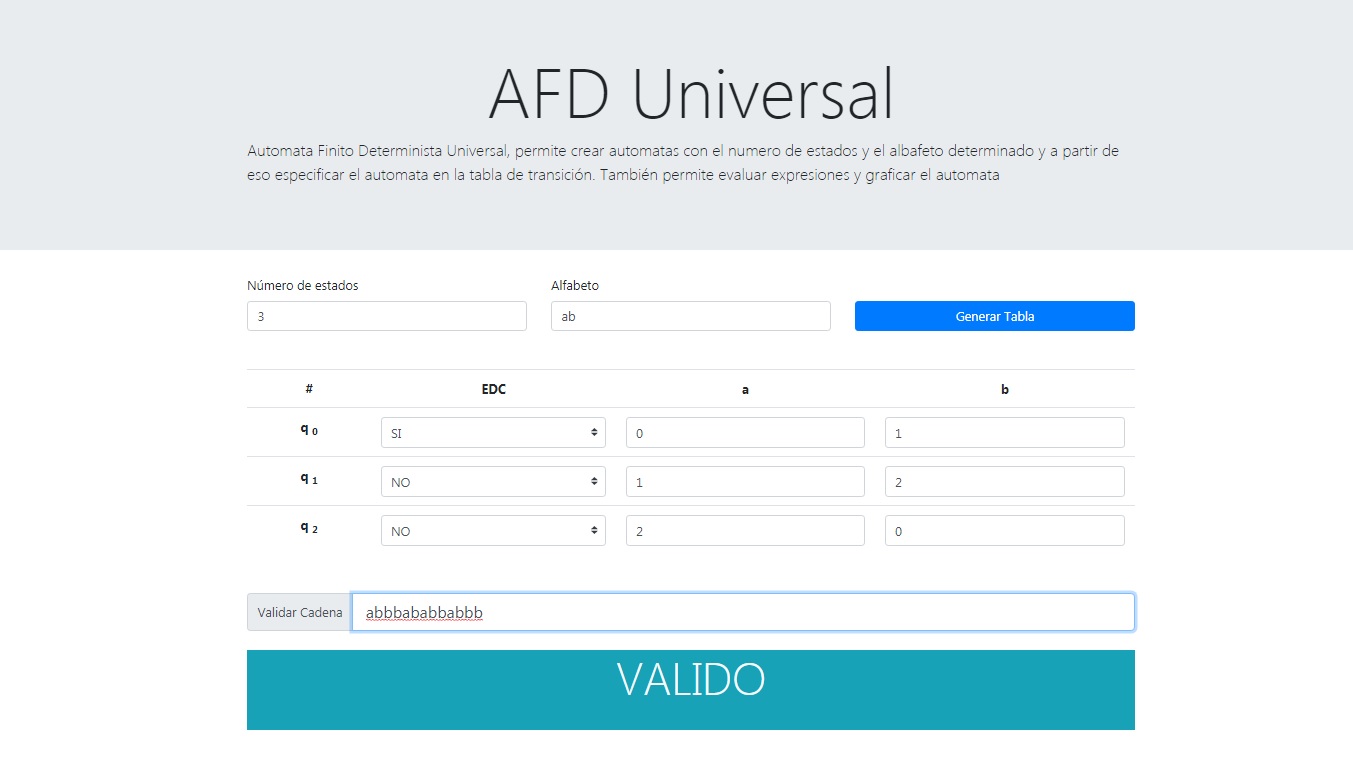 AFD Universal
Automata Finito Determinista Universal, permite crear automatas con el numero de estados y el albafeto determinado y a partir de
eso especificar el automata en la tabla de transición. También permite evaluar expresiones y graficar el automata
Número de estados Alfabeto
3 ab Generar Tabla
# EDC a b
q 0 SI 0 1
q 1 NO 1 2
q 2 NO 2 0
Validar Cadena abbbababbabbb
VALIDO